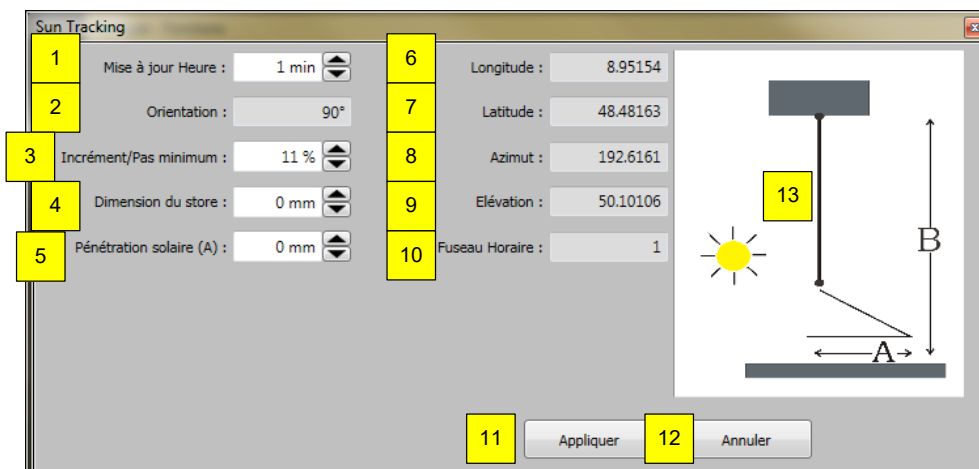 Sun Tracking
1 Mise à jour Heure : 1 min
2 Orientation : 90°
3 Incrément/Pas minimum : 11 %
4 Dimension du store : 0 mm
5 Pénétration solaire (A) : 0 mm
6 Longitude : 8.95154
7 Latitude : 48.48163
8 Azimut : 192.6161
9 Elévation : 50.10106
10 Fuseau Horaire : 1
13
B
A
11 Appliquer
12 Annuler